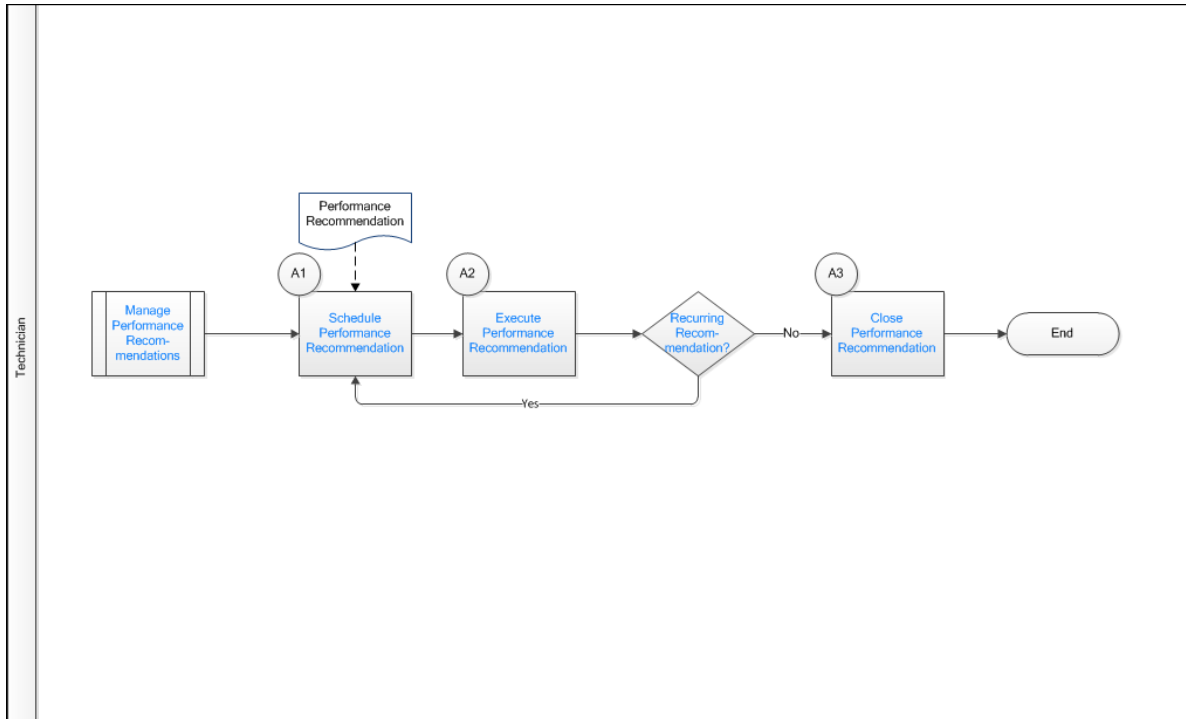 Technician
Performance
Recommendation
A1
A2
A3
Manage
Performance
Recom-
mendations
Schedule
Performance
Recommendation
Execute
Performance
Recommendation
Recurring
Recom-
mendation?
No
Close
Performance
Recommendation
End
Yes